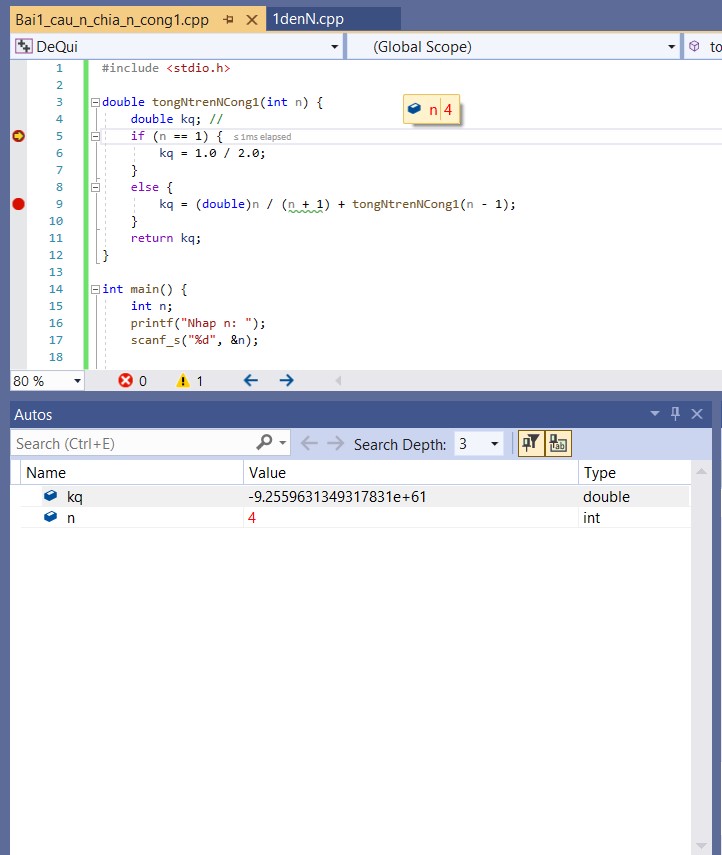 Bai1_cau_n_chia_n_cong1.cpp 1denN.cpp
DeQui (Global Scope) to
1 #include <stdio.h>
2
3 double tongNtrenNCong1(int n) {
n 4
4 double kq; //
5 if (n == 1) { ≤ 1ms elapsed
6 kq = 1.0 / 2.0;
7 }
8 else {
9 kq = (double)n / (n + 1) + tongNtrenNCong1(n - 1);
10 }
11 return kq;
12 }
13
14 int main() {
15 int n;
16 printf("Nhap n: ");
17 scanf_s("%d", &n);
18
80 % 0 1
Autos
Search (Ctrl+E) Search Depth: 3
Name Value Type
kq -9.2559631349317831e+61 double
n 4 int